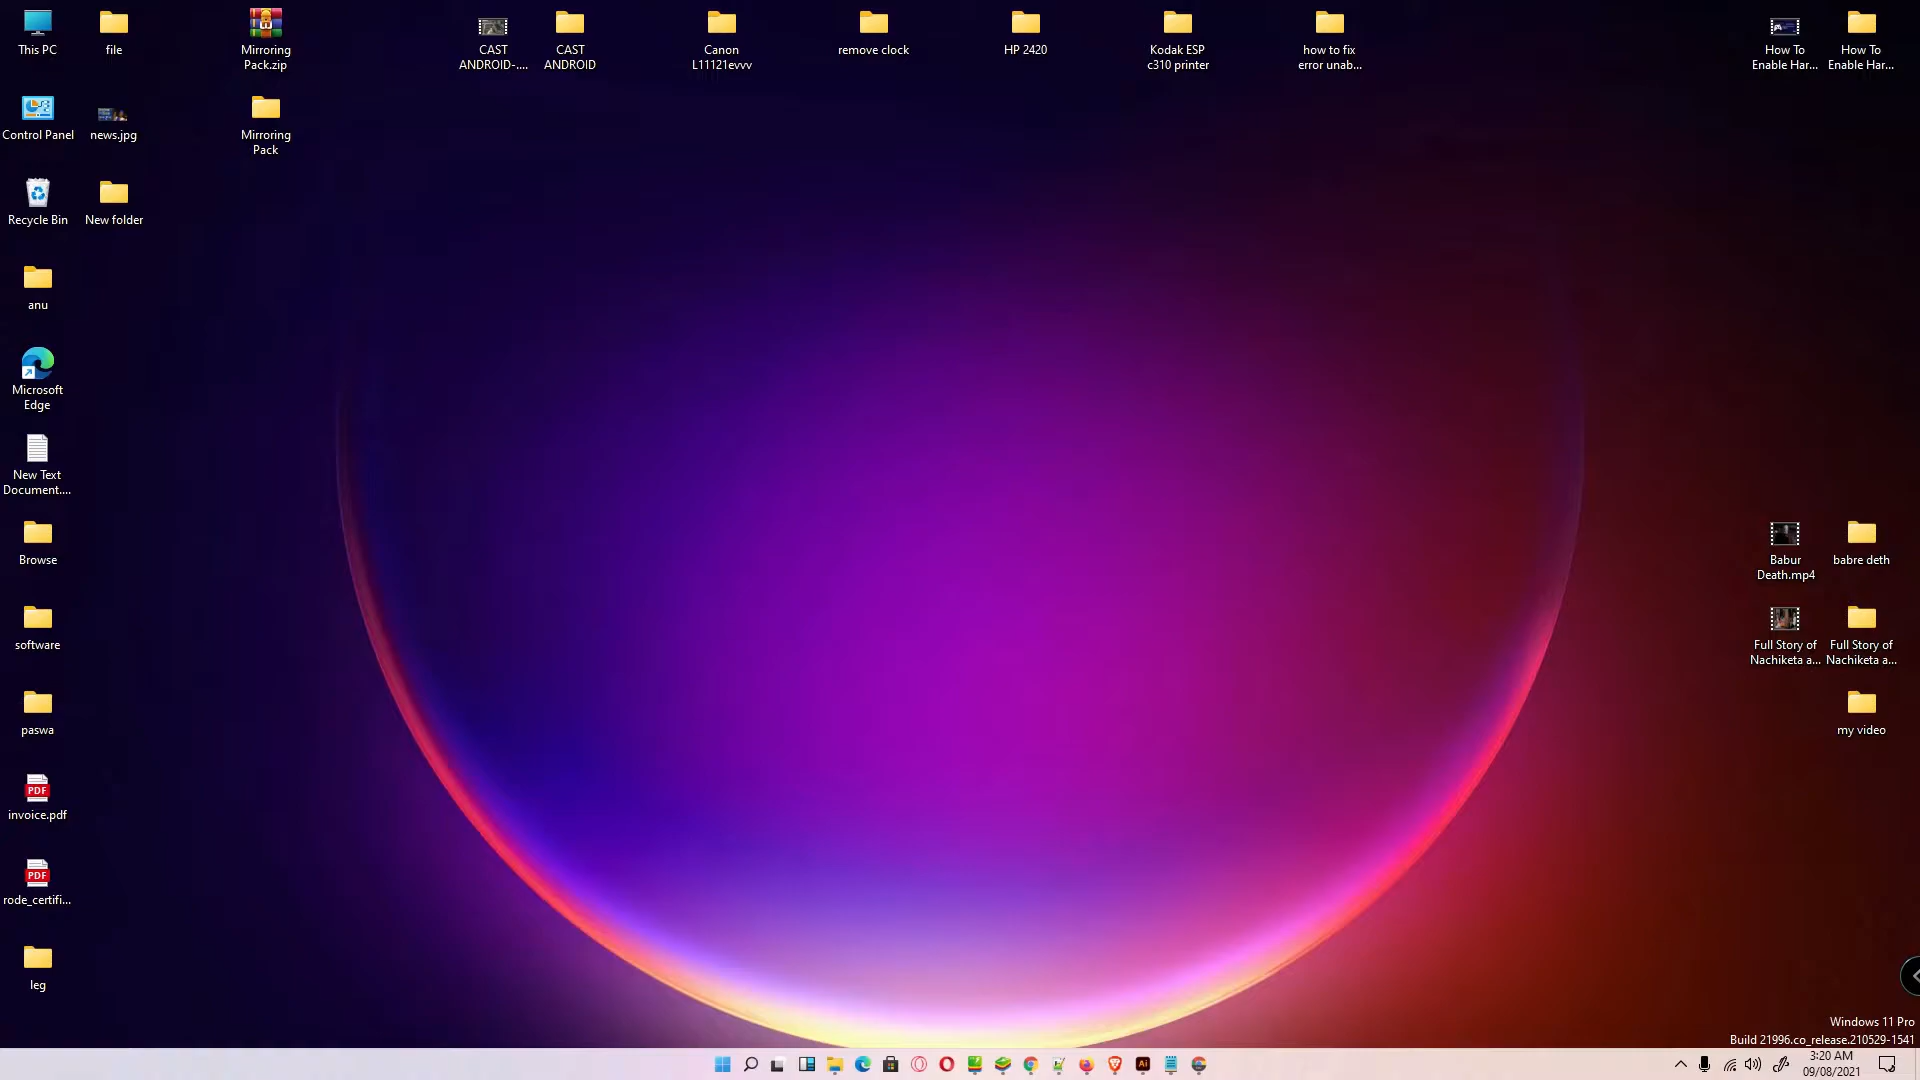 This PC
file
Mirroring
Pack.zip
CAST
ANDROID-....
CAST
ANDROID
Canon
L11121evvv
remove clock
HP 2420
Kodak ESP
c310 printer
how to fix
error unab...
How To
Enable Har...
How To
Enable Har...
Control Panel
news.jpg
Mirroring
Pack
Recycle Bin
New folder
anu
Microsoft
Edge
New Text
Document....
Browse
Babur
Death.mp4
babre deth
software
Full Story of
Nachiketa a...
Full Story of
Nachiketa a...
paswa
my video
PDF
invoice.pdf
PDF
rode_certifi...
leg
Windows 11 Pro
Build 21996.co_release.210529-1541
Ai
3:20 AM
09/08/2021